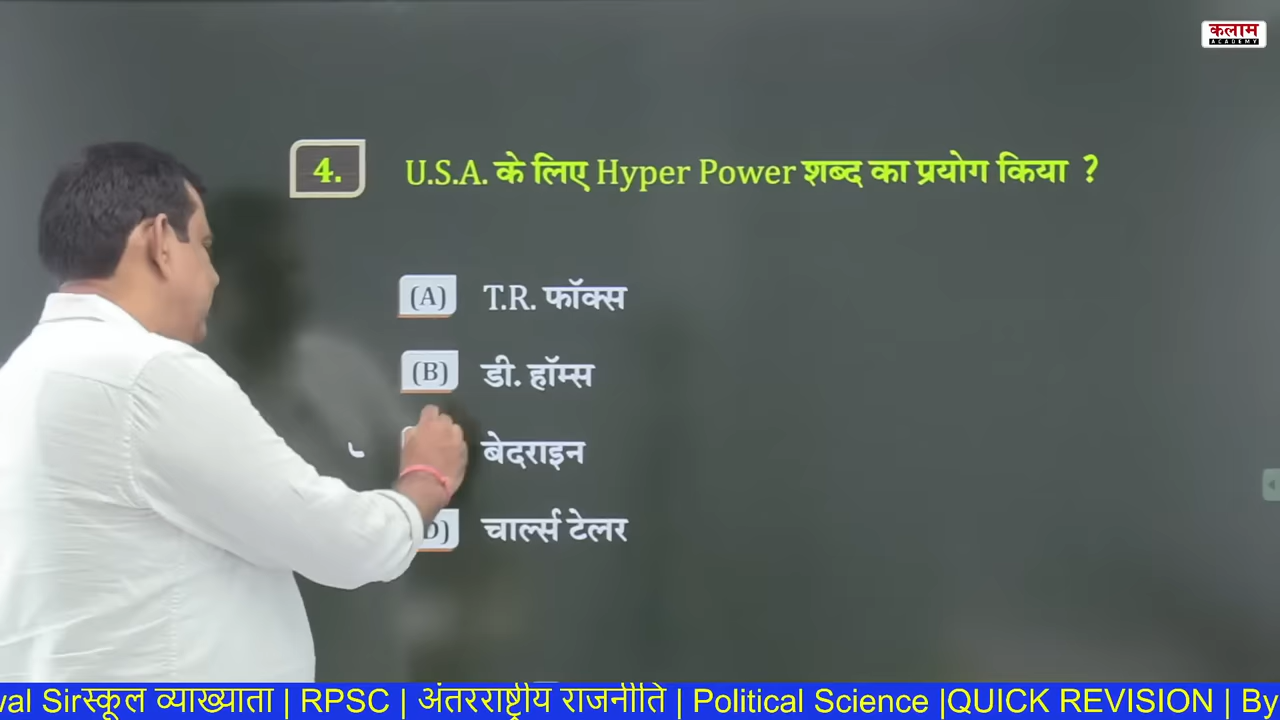 कलाम
ACADEMY
4. U.S.A. के लिए Hyper Power शब्द का प्रयोग किया ?
(A) T.R. फॉक्स
(B) डी. हॉम्स
बेदराइन
D) चार्ल्स टेलर
val Sirस्कूल व्याख्याता | RPSC | अंतरराष्ट्रीय राजनीति | Political Science |QUICK REVISION | By